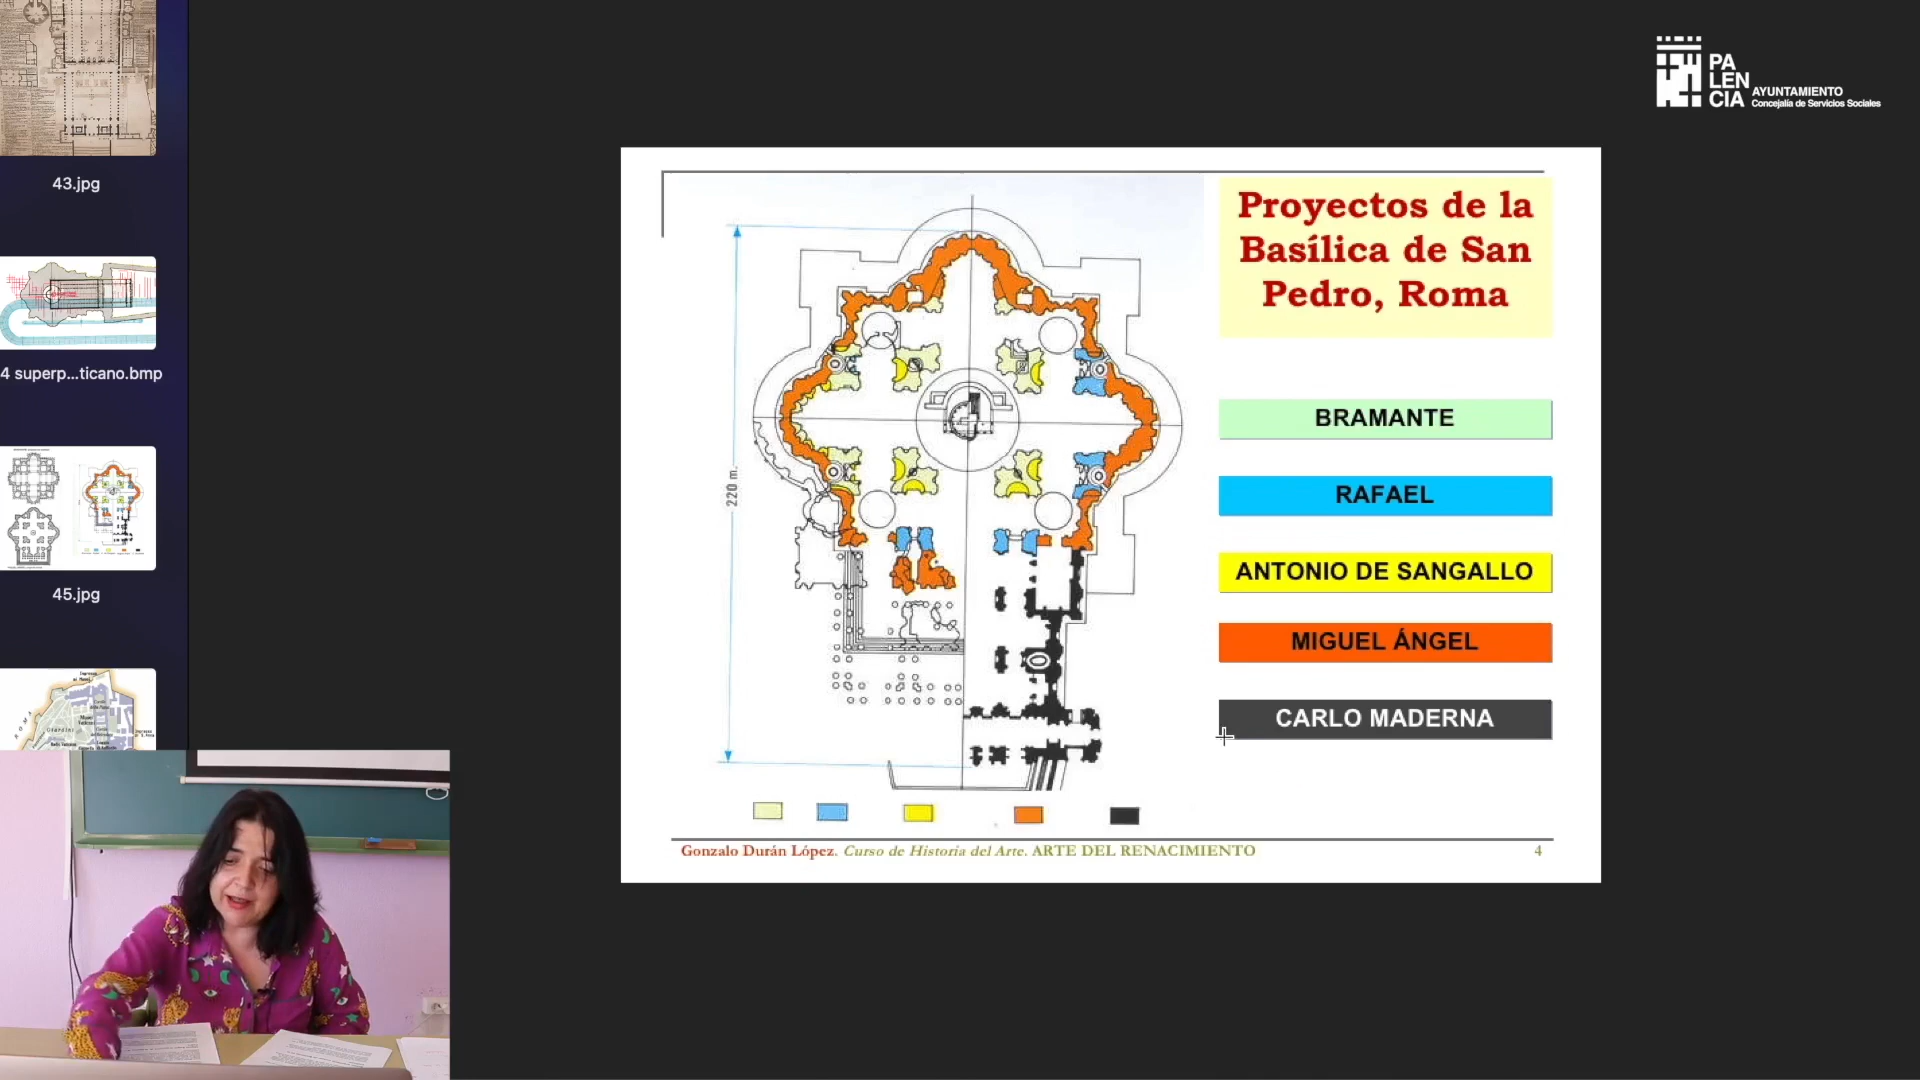 43.jpg
4 superp...ticano.bmp
45.jpg
PA
LEN
CIA
AYUNTAMIENTO
Concejalía de Servicios Sociales
Proyectos de la
Basílica de San
Pedro, Roma
220 m.
BRAMANTE
RAFAEL
ANTONIO DE SANGALLO
MIGUEL ÁNGEL
CARLO MADERNA
Gonzalo Durán López. Curso de Historia del Arte. ARTE DEL RENACIMIENTO
4
ROMA